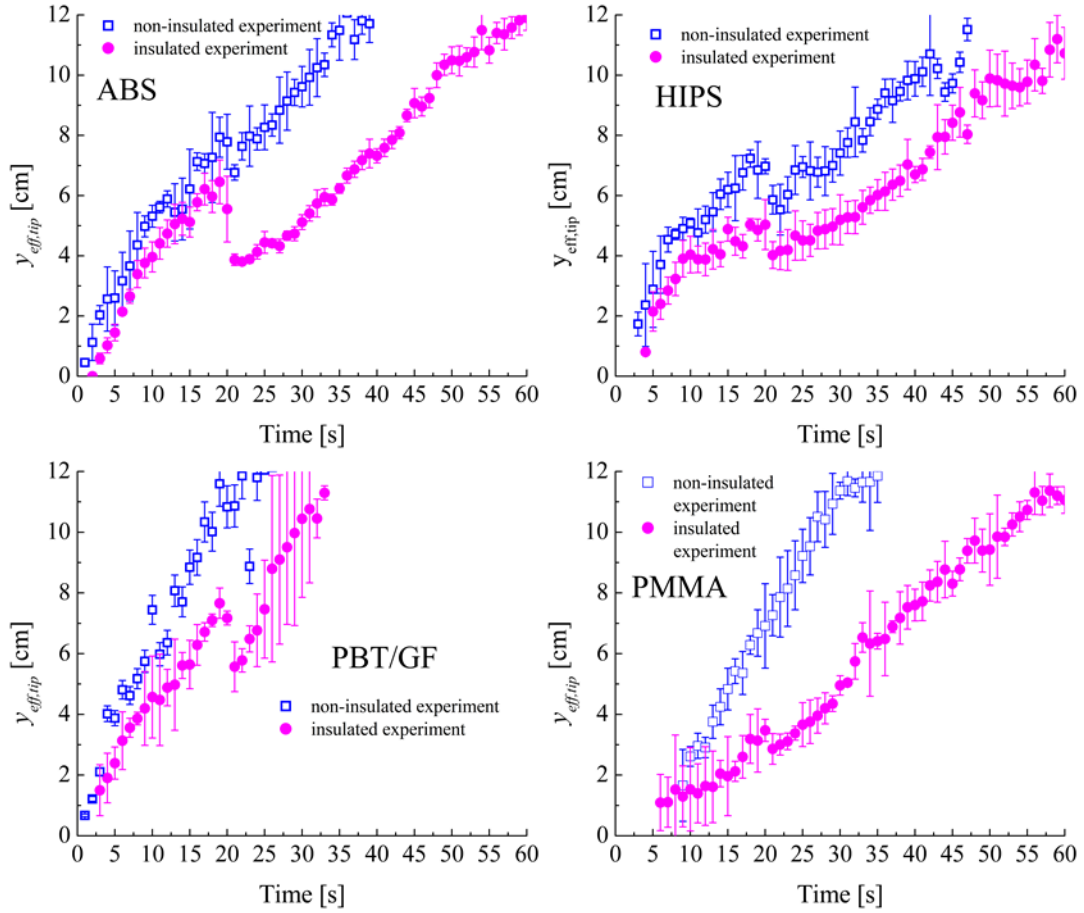 12
10
8
6
4
2
0
y_eff,tip [cm]
non-insulated experiment
insulated experiment
ABS
0 5 10 15 20 25 30 35 40 45 50 55 60
Time [s]
12
10
8
6
4
2
0
y_eff,tip [cm]
non-insulated experiment
insulated experiment
HIPS
0 5 10 15 20 25 30 35 40 45 50 55 60
Time [s]
12
10
8
6
4
2
0
y_eff,tip [cm]
PBT/GF
non-insulated experiment
insulated experiment
0 5 10 15 20 25 30 35 40 45 50 55 60
Time [s]
12
10
8
6
4
2
0
y_eff,tip [cm]
non-insulated
experiment
insulated
experiment
PMMA
0 5 10 15 20 25 30 35 40 45 50 55 60
Time [s]